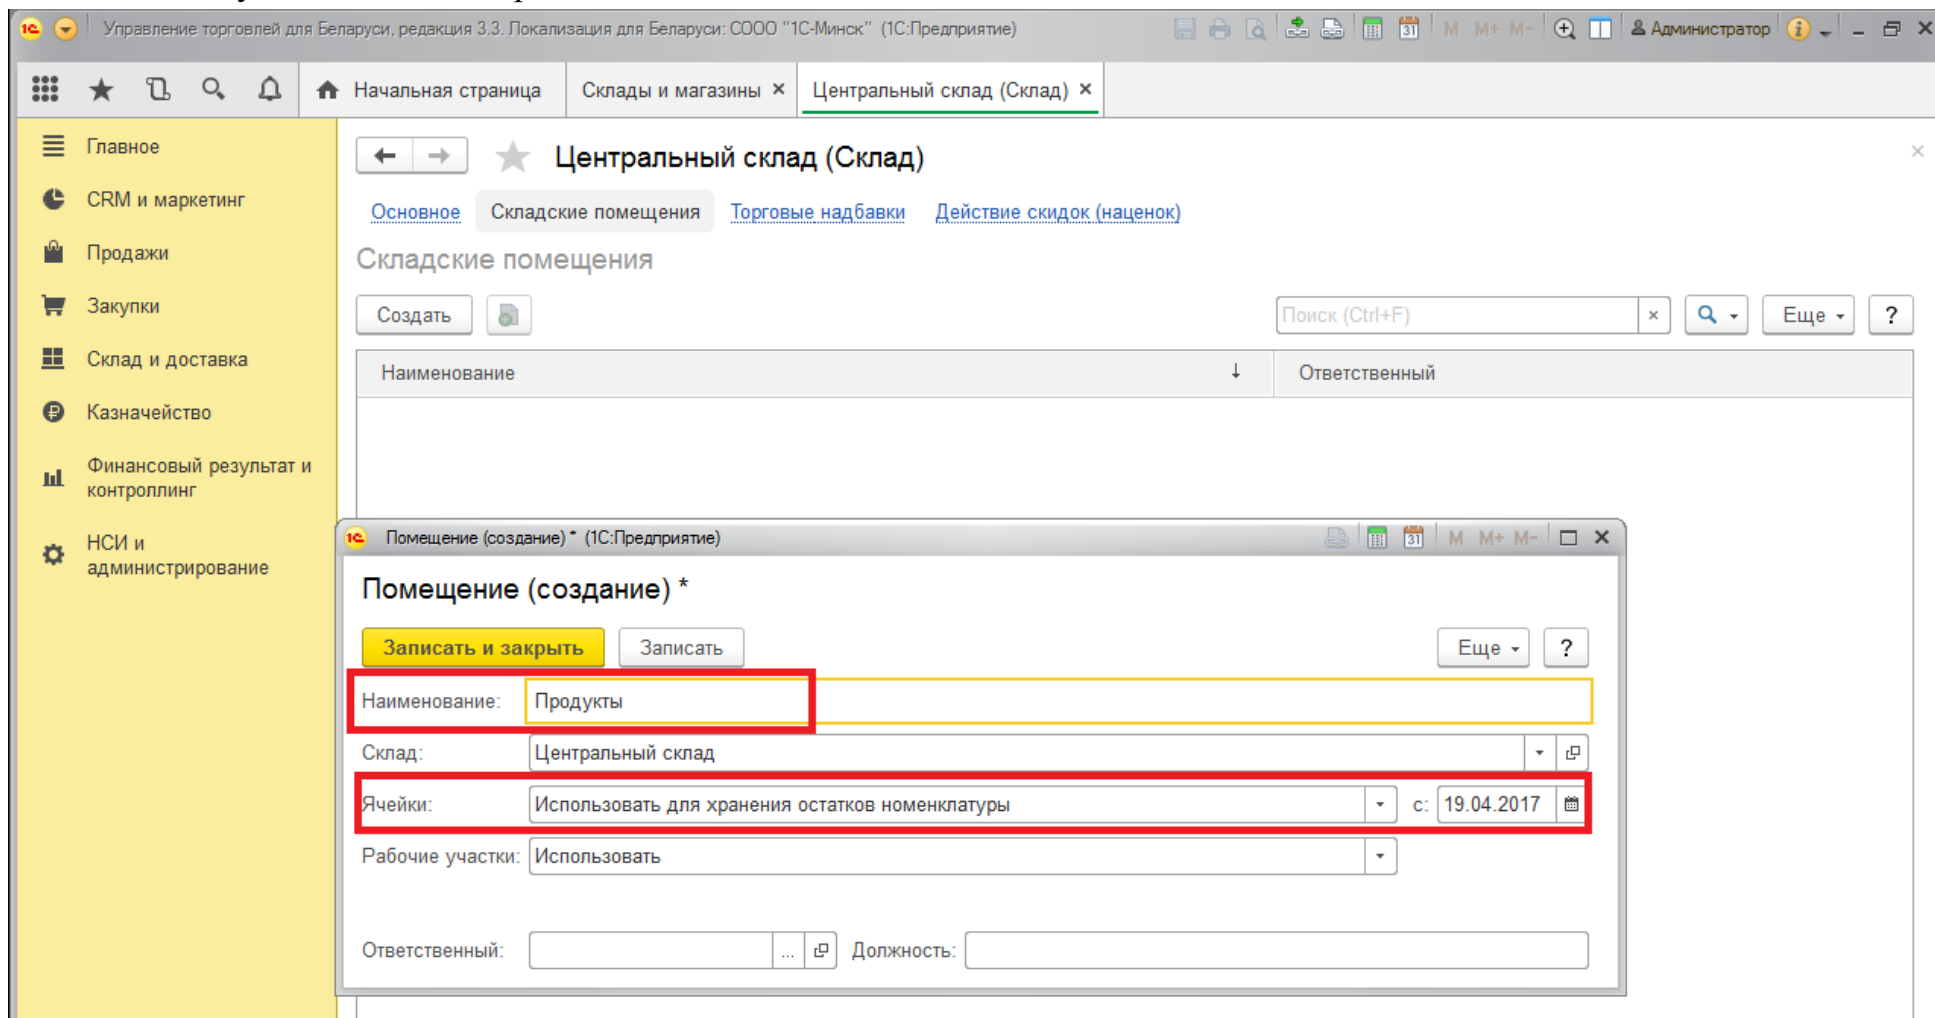 Управление торговлей для Беларуси, редакция 3.3. Локализация для Беларуси: СООО "1С-Минск" (1С:Предприятие)
M M+ M-
Администратор
Начальная страница
Склады и магазины ×
Центральный склад (Склад) ×
Главное
CRM и маркетинг
Продажи
Закупки
Склад и доставка
Казначейство
Финансовый результат и
контроллинг
НСИ и
администрирование
Центральный склад (Склад)
Основное Складские помещения Торговые надбавки Действие скидок (наценок)
Складские помещения
Создать
Поиск (Ctrl+F)
Еще
?
Наименование
Ответственный
Помещение (создание) * (1С:Предприятие)
31 M M+ M-
Помещение (создание) *
Записать и закрыть
Записать
Еще
?
Наименование: Продукты
Склад: Центральный склад
Ячейки: Использовать для хранения остатков номенклатуры с: 19.04.2017
Рабочие участки: Использовать
Ответственный: ...
Должность: